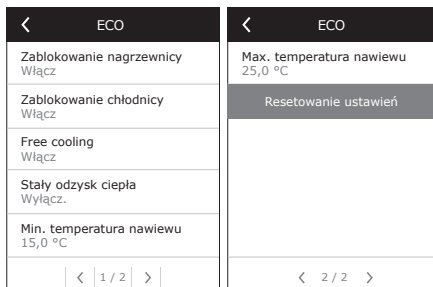 ECO
Zablokowanie nagrzewnicy
Włącz
Zablokowanie chłodnicy
Włącz
Free cooling
Włącz
Stały odzysk ciepła
Wyłącz.
Min. temperatura nawiewu
15,0 °C
1 / 2
ECO
Max. temperatura nawiewu
25,0 °C
Resetowanie ustawień
2 / 2